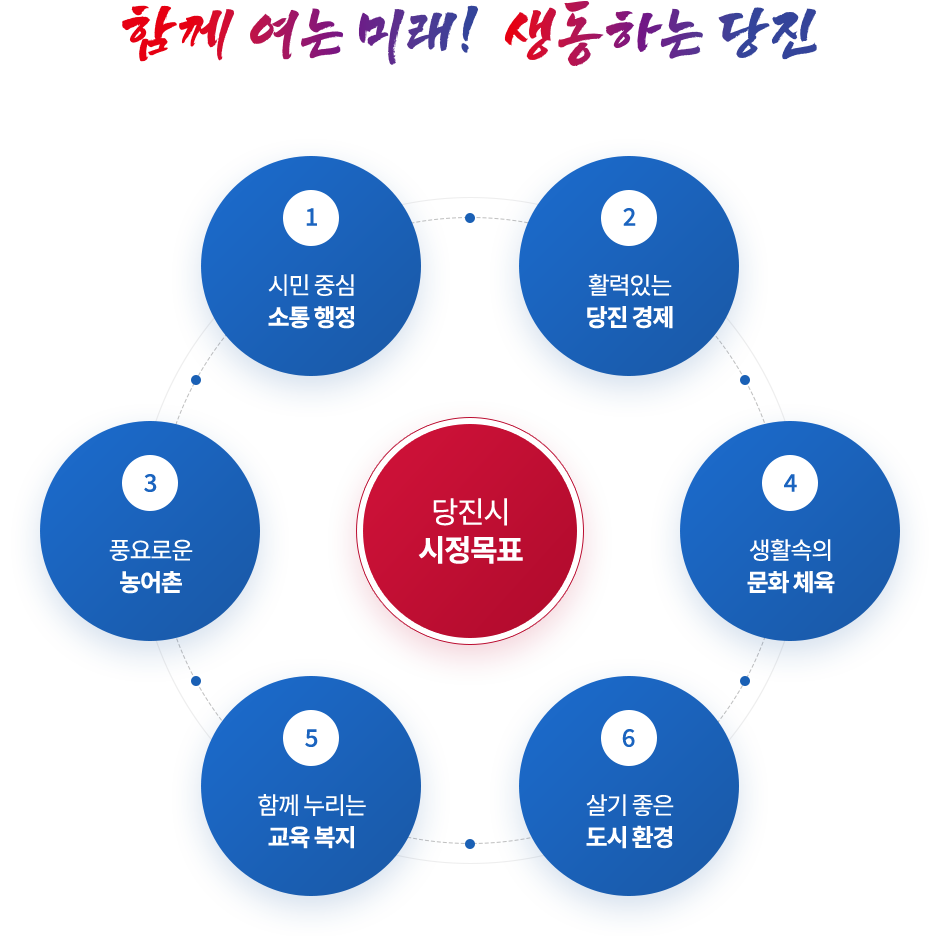 함께 여는 미래! 생동하는 당진
1
시민 중심
소통 행정
2
활력있는
당진 경제
3
풍요로운
농어촌
당진시
시정목표
4
생활속의
문화 체육
5
함께 누리는
교육 복지
6
살기 좋은
도시 환경